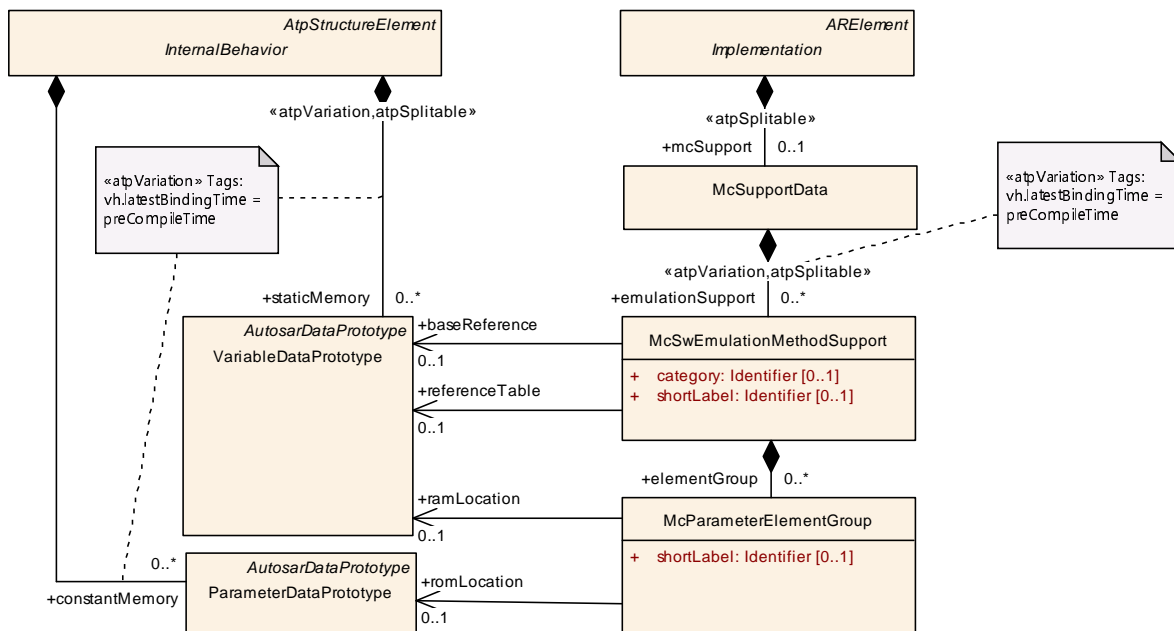 AtpStructureElement
InternalBehavior
ARElement
Implementation
«atpVariation,atpSplitable»
«atpSplitable»
+mcSupport 0..1
«atpVariation» Tags:
vh.latestBindingTime =
preCompileTime
McSupportData
«atpVariation» Tags:
vh.latestBindingTime =
preCompileTime
«atpVariation,atpSplitable»
+staticMemory 0..*
+emulationSupport 0..*
AutosarDataPrototype
VariableDataPrototype
+baseReference
0..1
McSwEmulationMethodSupport
+ category: Identifier [0..1]
+ shortLabel: Identifier [0..1]
+referenceTable
0..1
+elementGroup 0..*
+ramLocation
0..1
McParameterElementGroup
+ shortLabel: Identifier [0..1]
0..*
+constantMemory
AutosarDataPrototype
ParameterDataPrototype
+romLocation
0..1